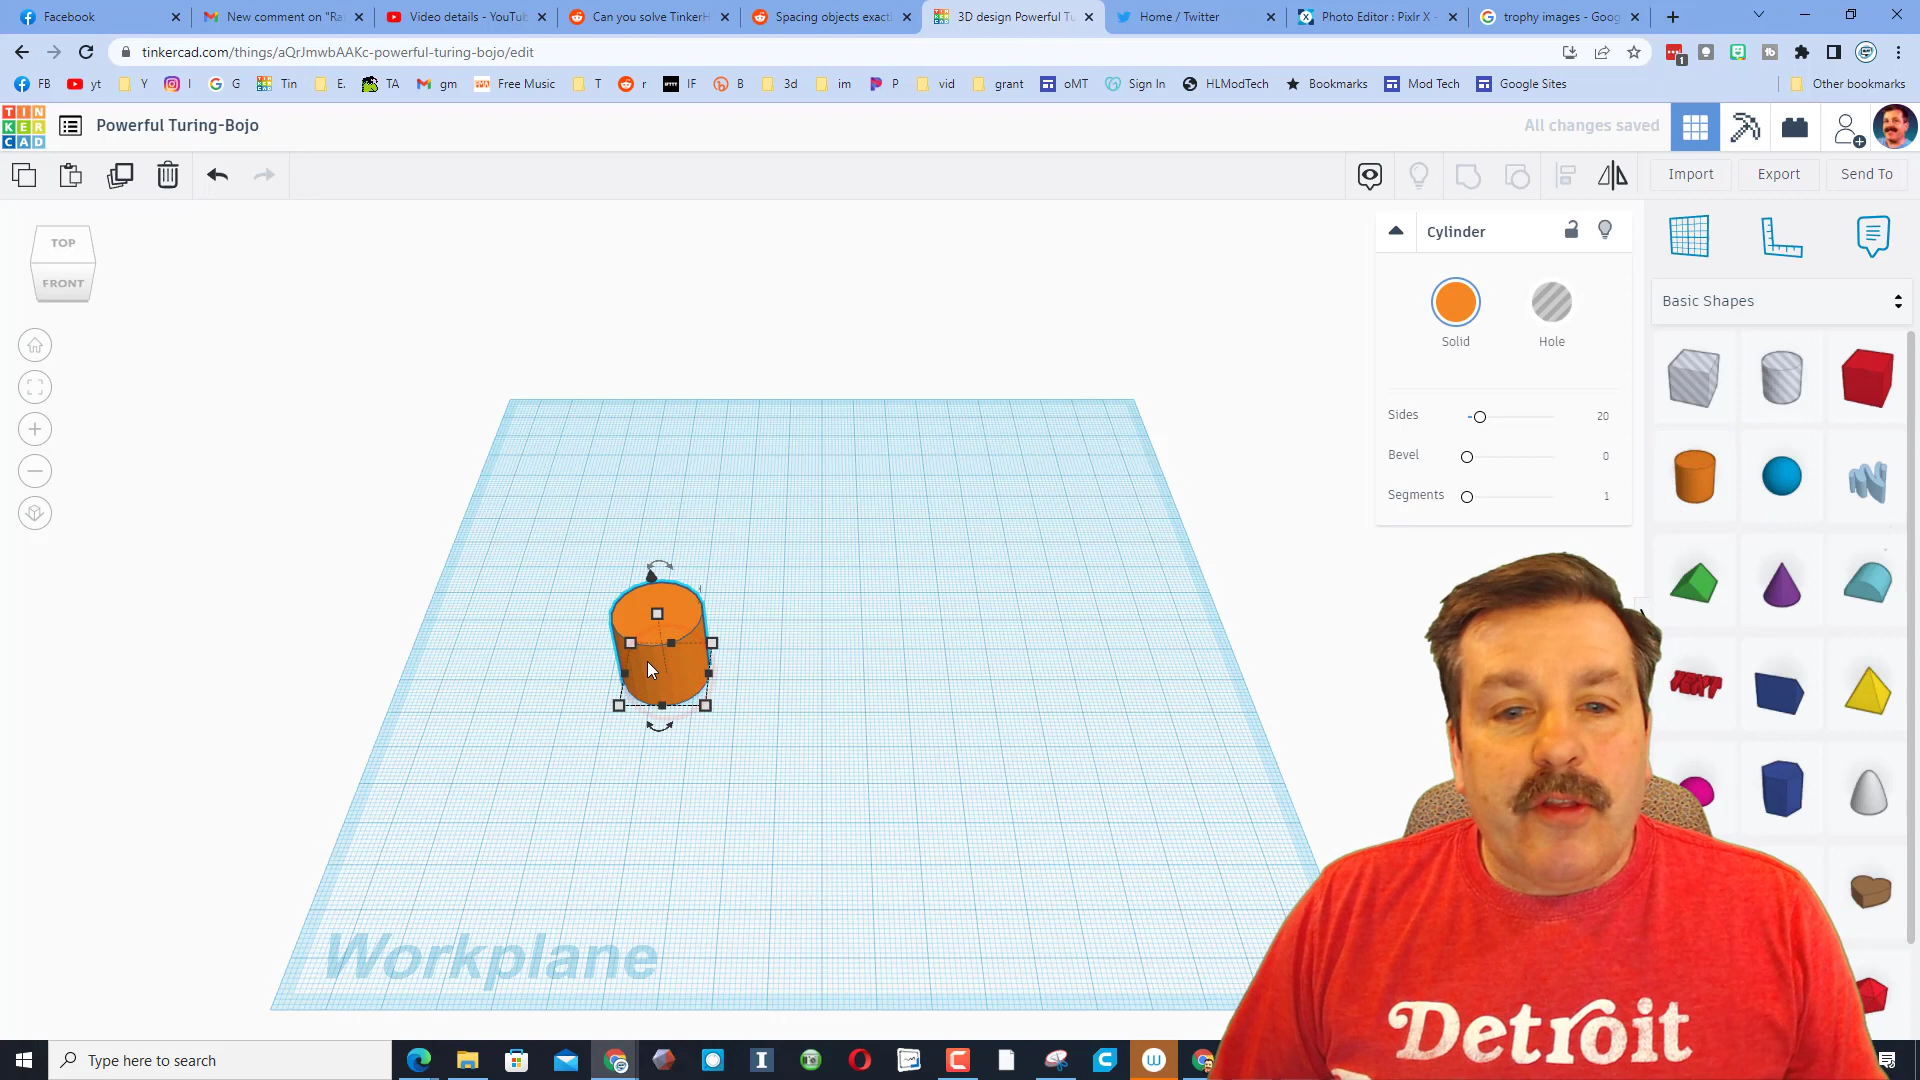 Facebook
New comment on "Ra
Video details - YouTub
Can you solve TinkerH
Spacing objects exact
3D design Powerful Tu
Home / Twitter
Photo Editor : Pixlr X -
trophy images - Goog
tinkercad.com/things/aQrJmwbAAKc-powerful-turing-bojo/edit
1
FB
yt
Y
I
G
Tin
E.
TA
gm
Free Music
T
r
IF
B
3d
im
P
vid
grant
oMT
Sign In
HLModTech
Bookmarks
Mod Tech
Google Sites
Other bookmarks
TIN
KER
CAD
Powerful Turing-Bojo
All changes saved
Import
Export
Send To
TOP
FRONT
Cylinder
Solid
Hole
Sides 20
Bevel 0
Segments 1
Basic Shapes
TEXT
Workplane
Detroit
Type here to search